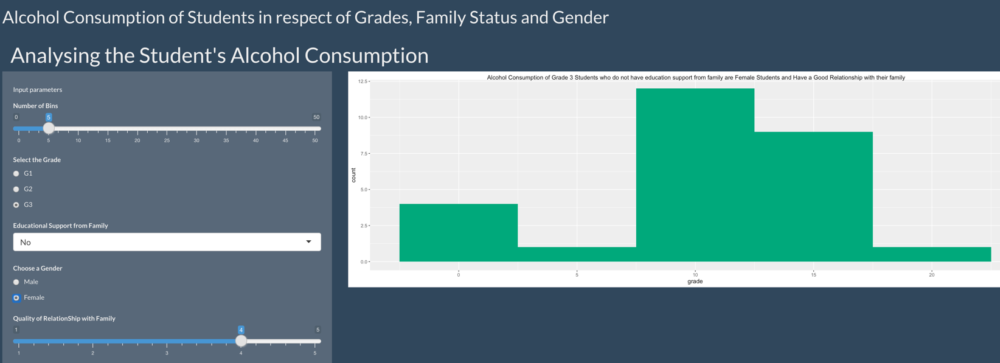 Alcohol Consumption of Students in respect of Grades, Family Status and Gender
Analysing the Student's Alcohol Consumption
Input parameters
Number of Bins
0 5 50
0 5 10 15 20 25 30 35 40 45 50
Select the Grade
G1
G2
G3
Educational Support from Family
No
Choose a Gender
Male
Female
Quality of RelationShip with Family
1 4 5
1 2 3 4 5
Alcohol Consumption of Grade 3 Students who do not have education support from family are Female Students and Have a Good Relationship with their family
12.5
10.0
7.5
5.0
2.5
0.0
count
0 5 10 15 20
grade